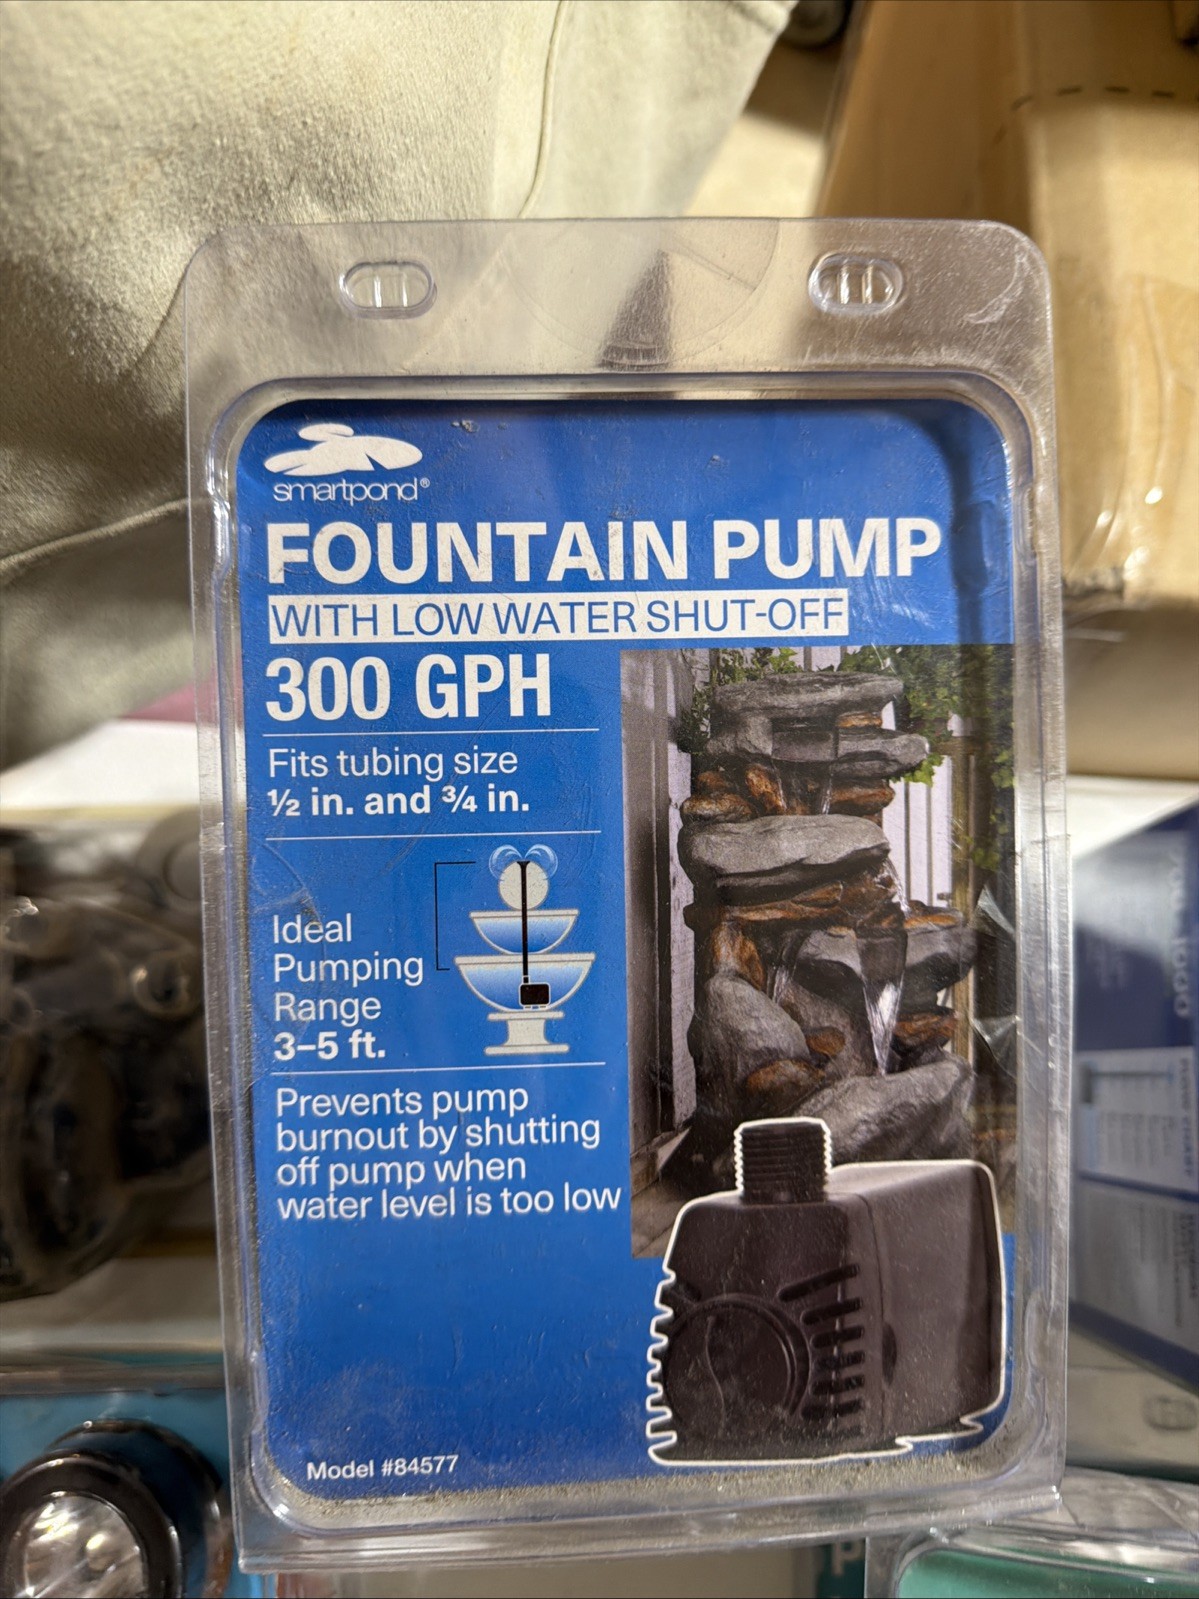 smartpond®
FOUNTAIN PUMP
WITH LOW WATER SHUT-OFF
300 GPH
Fits tubing size
½ in. and ¾ in.
Ideal
Pumping
Range
3–5 ft.
Prevents pump
burnout by shutting
off pump when
water level is too low
Model #84577